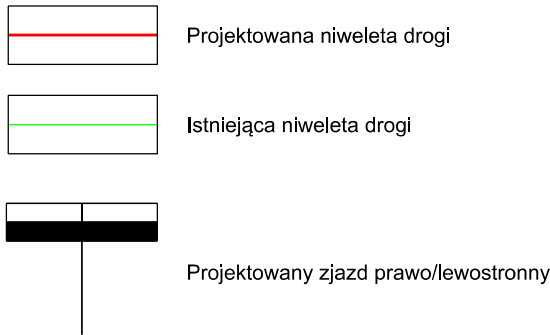 Projektowana niweleta drogi
Istniejąca niweleta drogi
Projektowany zjazd prawo/lewostronny